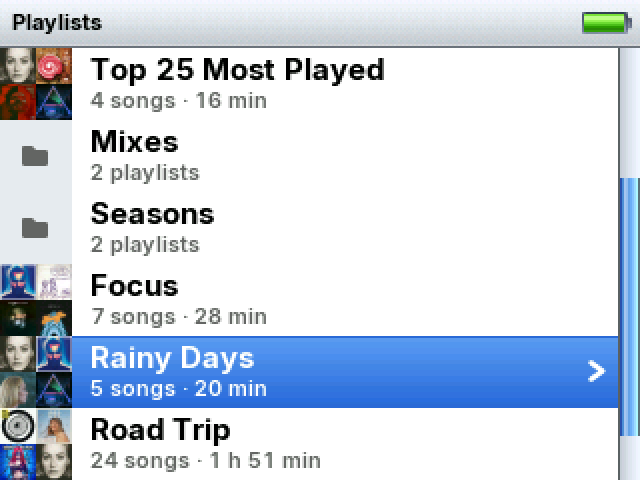 Playlists
Top 25 Most Played
4 songs · 16 min
Mixes
2 playlists
Seasons
2 playlists
Focus
7 songs · 28 min
Rainy Days
5 songs · 20 min
Road Trip
24 songs · 1 h 51 min